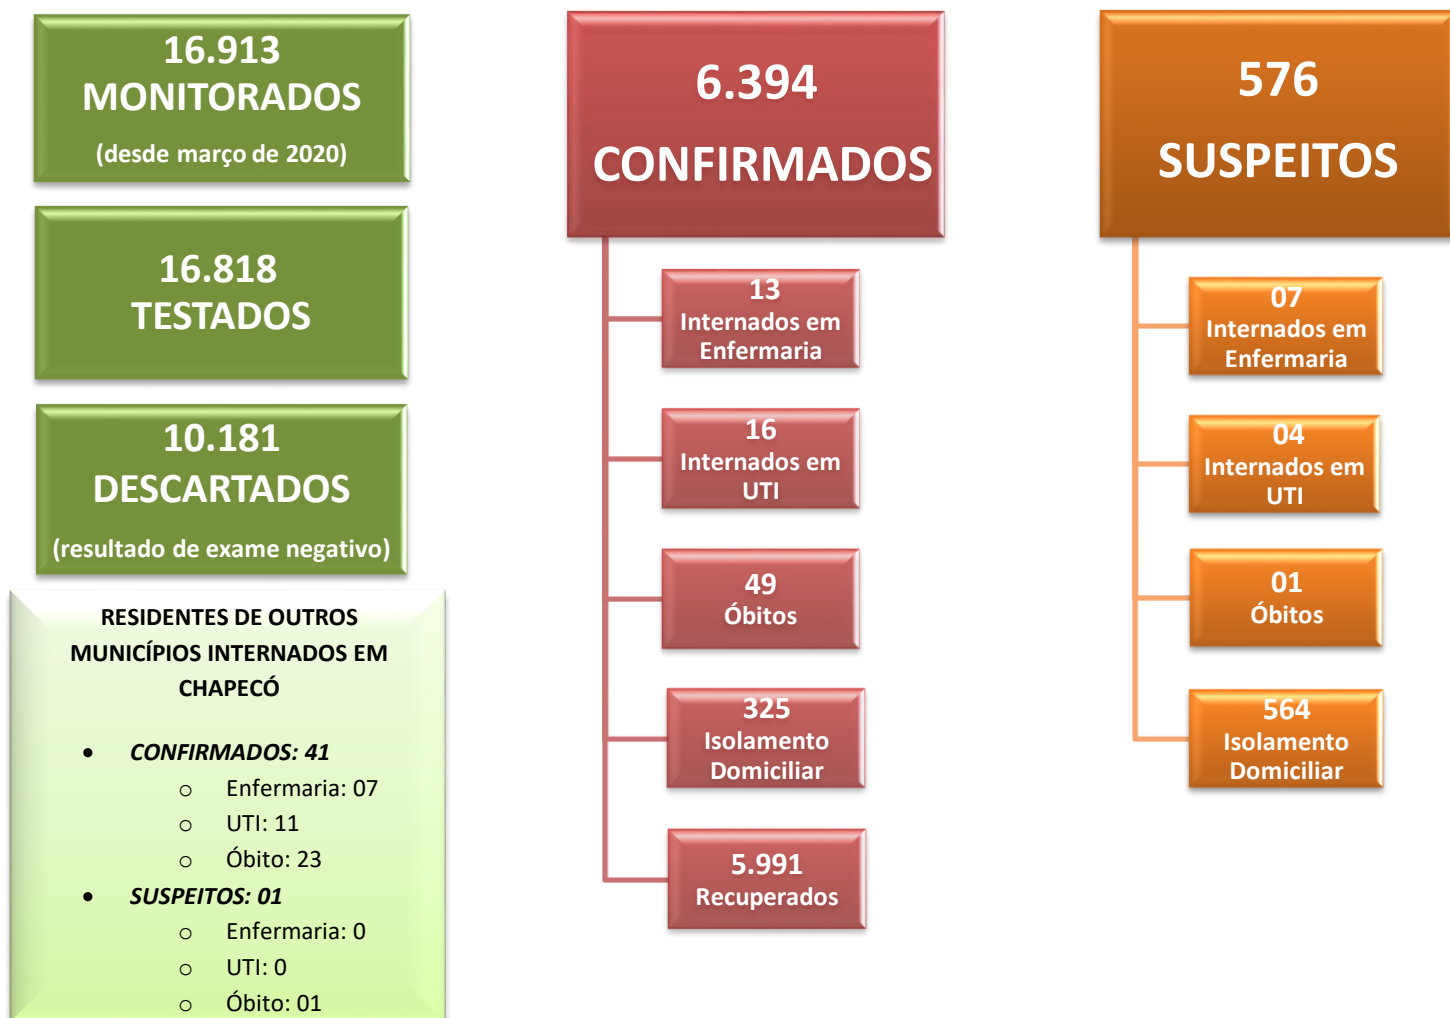 16.913
MONITORADOS
(desde março de 2020)
16.818
TESTADOS
10.181
DESCARTADOS
(resultado de exame negativo)
RESIDENTES DE OUTROS
MUNICÍPIOS INTERNADOS EM
CHAPECÓ
• CONFIRMADOS: 41
o Enfermaria: 07
o UTI: 11
o Óbito: 23
• SUSPEITOS: 01
o Enfermaria: 0
o UTI: 0
o Óbito: 01
6.394
CONFIRMADOS
13
Internados em
Enfermaria
16
Internados em
UTI
49
Óbitos
325
Isolamento
Domiciliar
5.991
Recuperados
576
SUSPEITOS
07
Internados em
Enfermaria
04
Internados em
UTI
01
Óbitos
564
Isolamento
Domiciliar